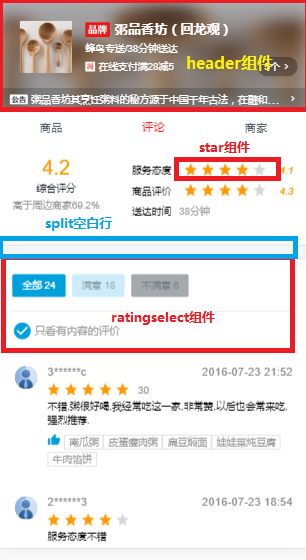 品牌 粥品香坊（回龙观）
蜂鸟专送/38分钟送达
减 在线支付满28减5
header组件
个 >
公告 粥品香坊其烹饪粥料的秘方源于中国千年古法，在融和...
商品 评论 商家
star组件
4.2
综合评分
高于周边商家69.2%
服务态度 4.1
商品评价 4.3
送达时间 38分钟
split空白行
全部 24 满意 18 不满意 6
ratingselect组件
只看有内容的评价
3******c 2016-07-23 21:52
30
不错,粥很好喝,我经常吃这一家,非常赞,以后也会常来吃,
强烈推荐.
南瓜粥 皮蛋瘦肉粥 扁豆焖面 娃娃菜炖豆腐
牛肉馅饼
2******3 2016-07-23 18:54
服务态度不错